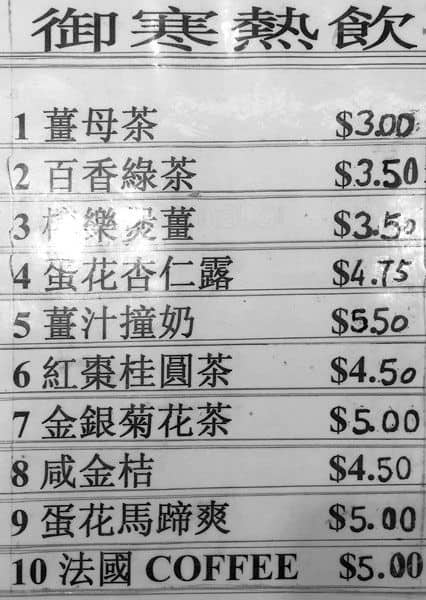 御寒熱飲
1 薑母茶 $3.00
2 百香綠茶 $3.50
3 樂煲薑 $3.50
4 蛋花杏仁露 $4.75
5 薑汁撞奶 $5.50
6 紅棗桂圓茶 $4.50
7 金銀菊花茶 $5.00
8 咸金桔 $4.50
9 蛋花馬蹄爽 $5.00
10 法國 COFFEE $5.00